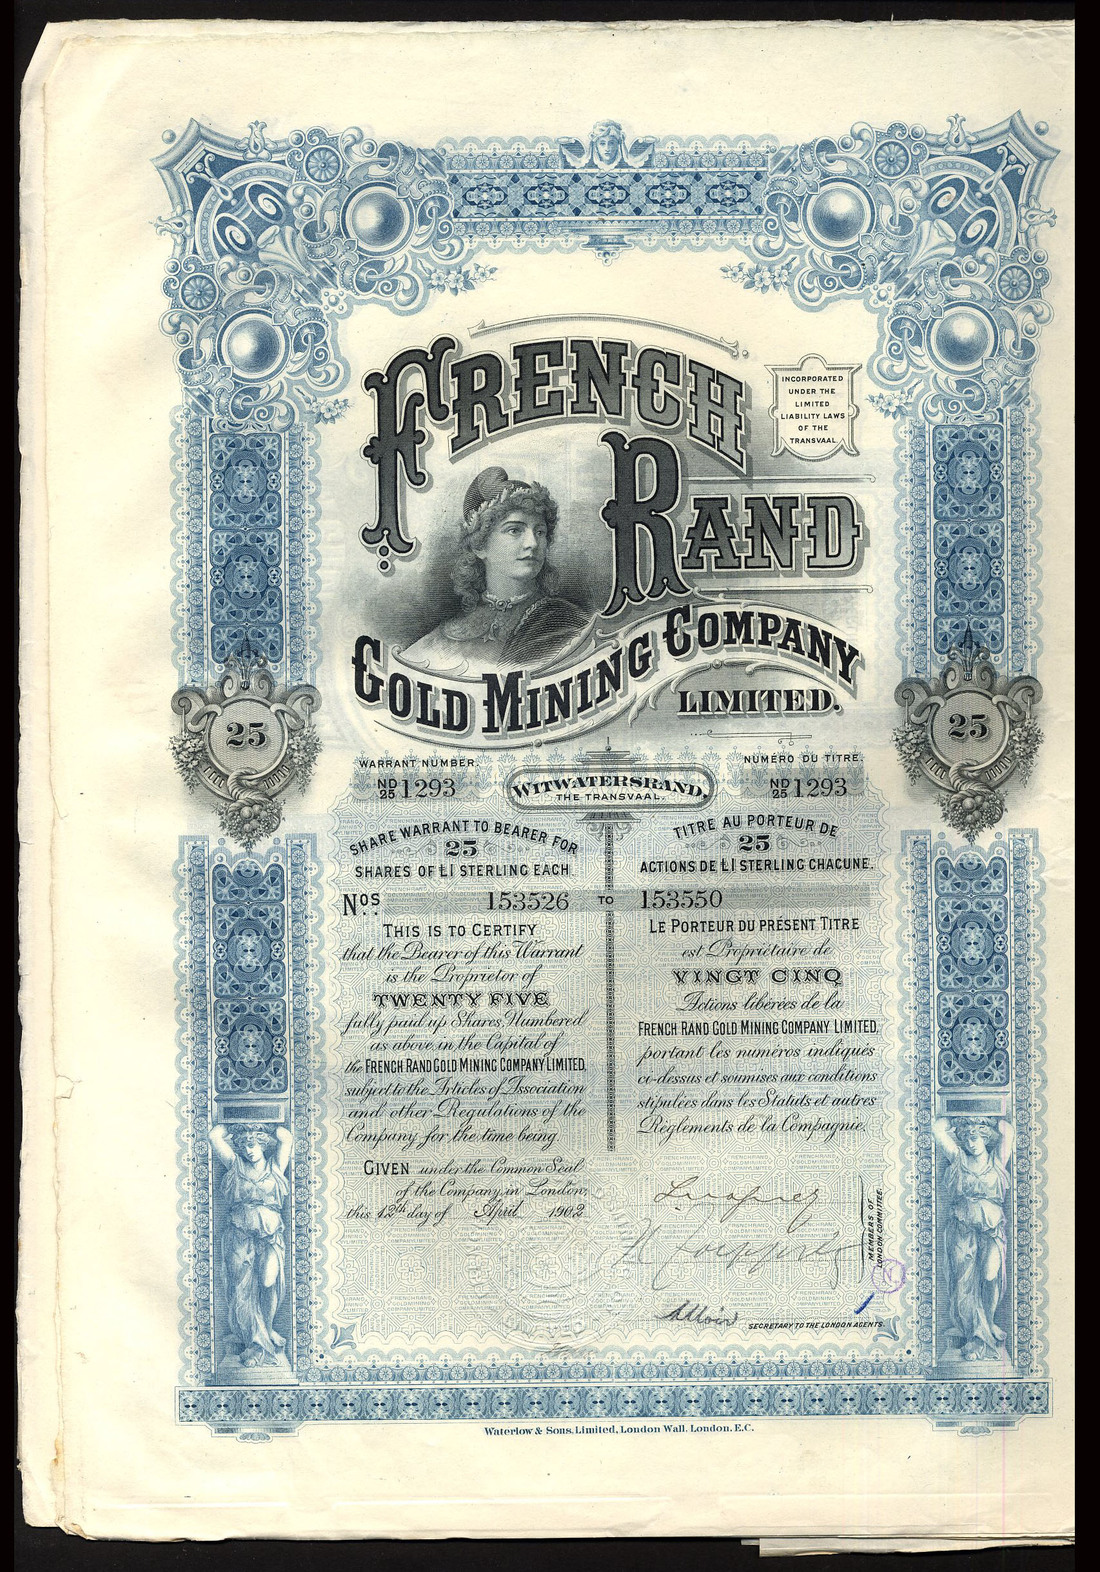 FRENCH
RAND
INCORPORATED
UNDER THE
LIMITED
LIABILITY LAWS
OF THE
TRANSVAAL.
GOLD MINING COMPANY
LIMITED.
25
25
WARRANT NUMBER.
ND
25 1293
WITWATERSRAND,
THE TRANSVAAL.
NUMÉRO DU TITRE.
ND
25 1293
SHARE WARRANT TO BEARER FOR
25
SHARES OF £1 STERLING EACH.
TITRE AU PORTEUR DE
25
ACTIONS DE £1 STERLING CHACUNE.
Nos. 153526 TO 153550
THIS IS TO CERTIFY
that the Bearer of this Warrant
is the Proprietor of
TWENTY FIVE
fully paid up Shares, Numbered
as above, in the Capital of
the FRENCH RAND GOLD MINING COMPANY LIMITED,
subject to the Articles of Association
and other Regulations of the
Company for the time being.
GIVEN under the Common Seal
of the Company in London,
this 12th day of April 1902
LE PORTEUR DU PRÉSENT TITRE
est Propriétaire de
VINGT CINQ
Actions libérées de la
FRENCH RAND GOLD MINING COMPANY LIMITED,
portant les numéros indiqués
ci-dessus et soumises aux conditions
stipulées dans les Statuts et autres
Réglements de la Compagnie.
MEMBERS OF
LONDON COMMITTEE.
SECRETARY TO THE LONDON AGENTS.
Waterlow & Sons. Limited, London Wall. London. E.C.